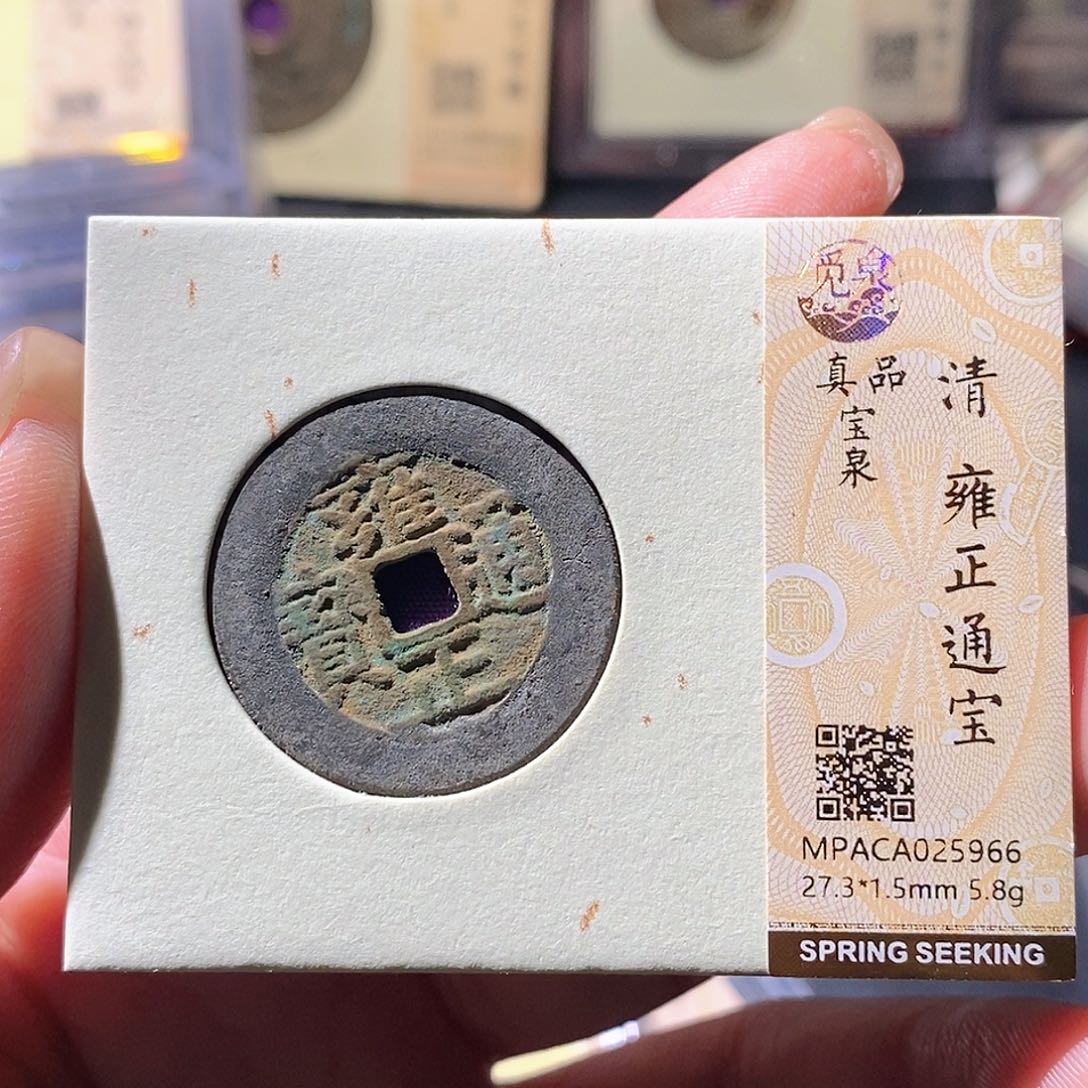 雍正通寶
觅泉
真品
宝泉
清 雍正通宝
MPACA025966
27.3*1.5mm 5.8g
SPRING SEEKING